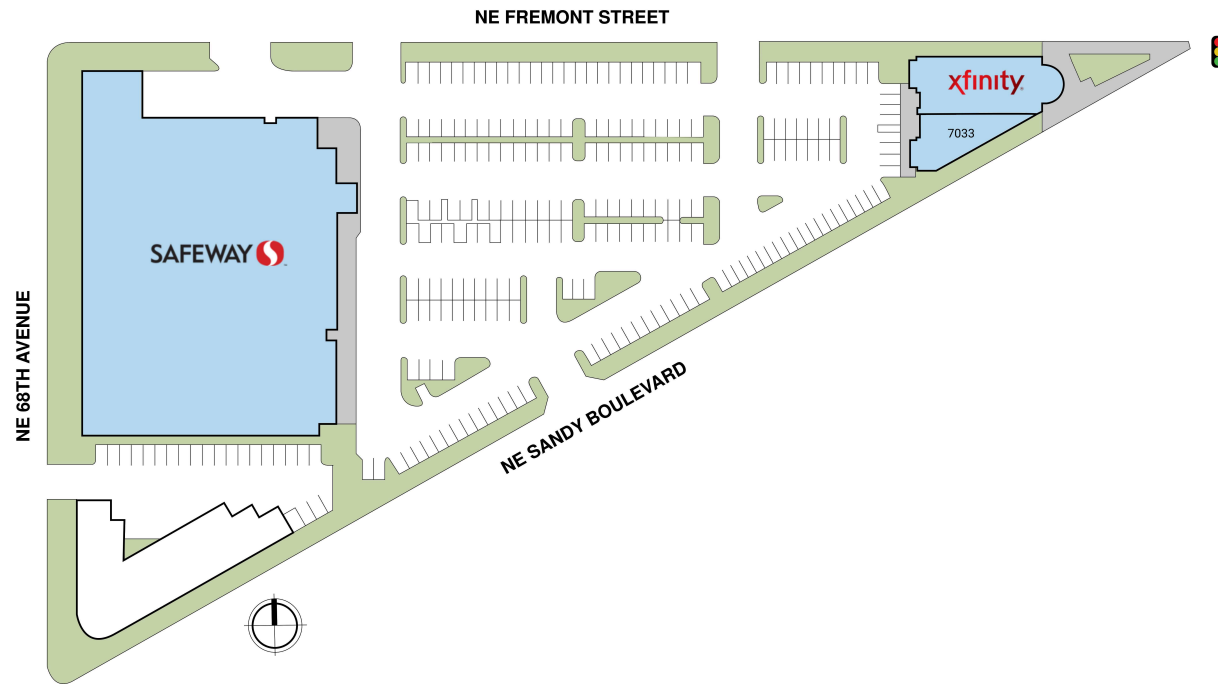 NE FREMONT STREET
xfinity
7033
SAFEWAY
NE 68TH AVENUE
NE SANDY BOULEVARD